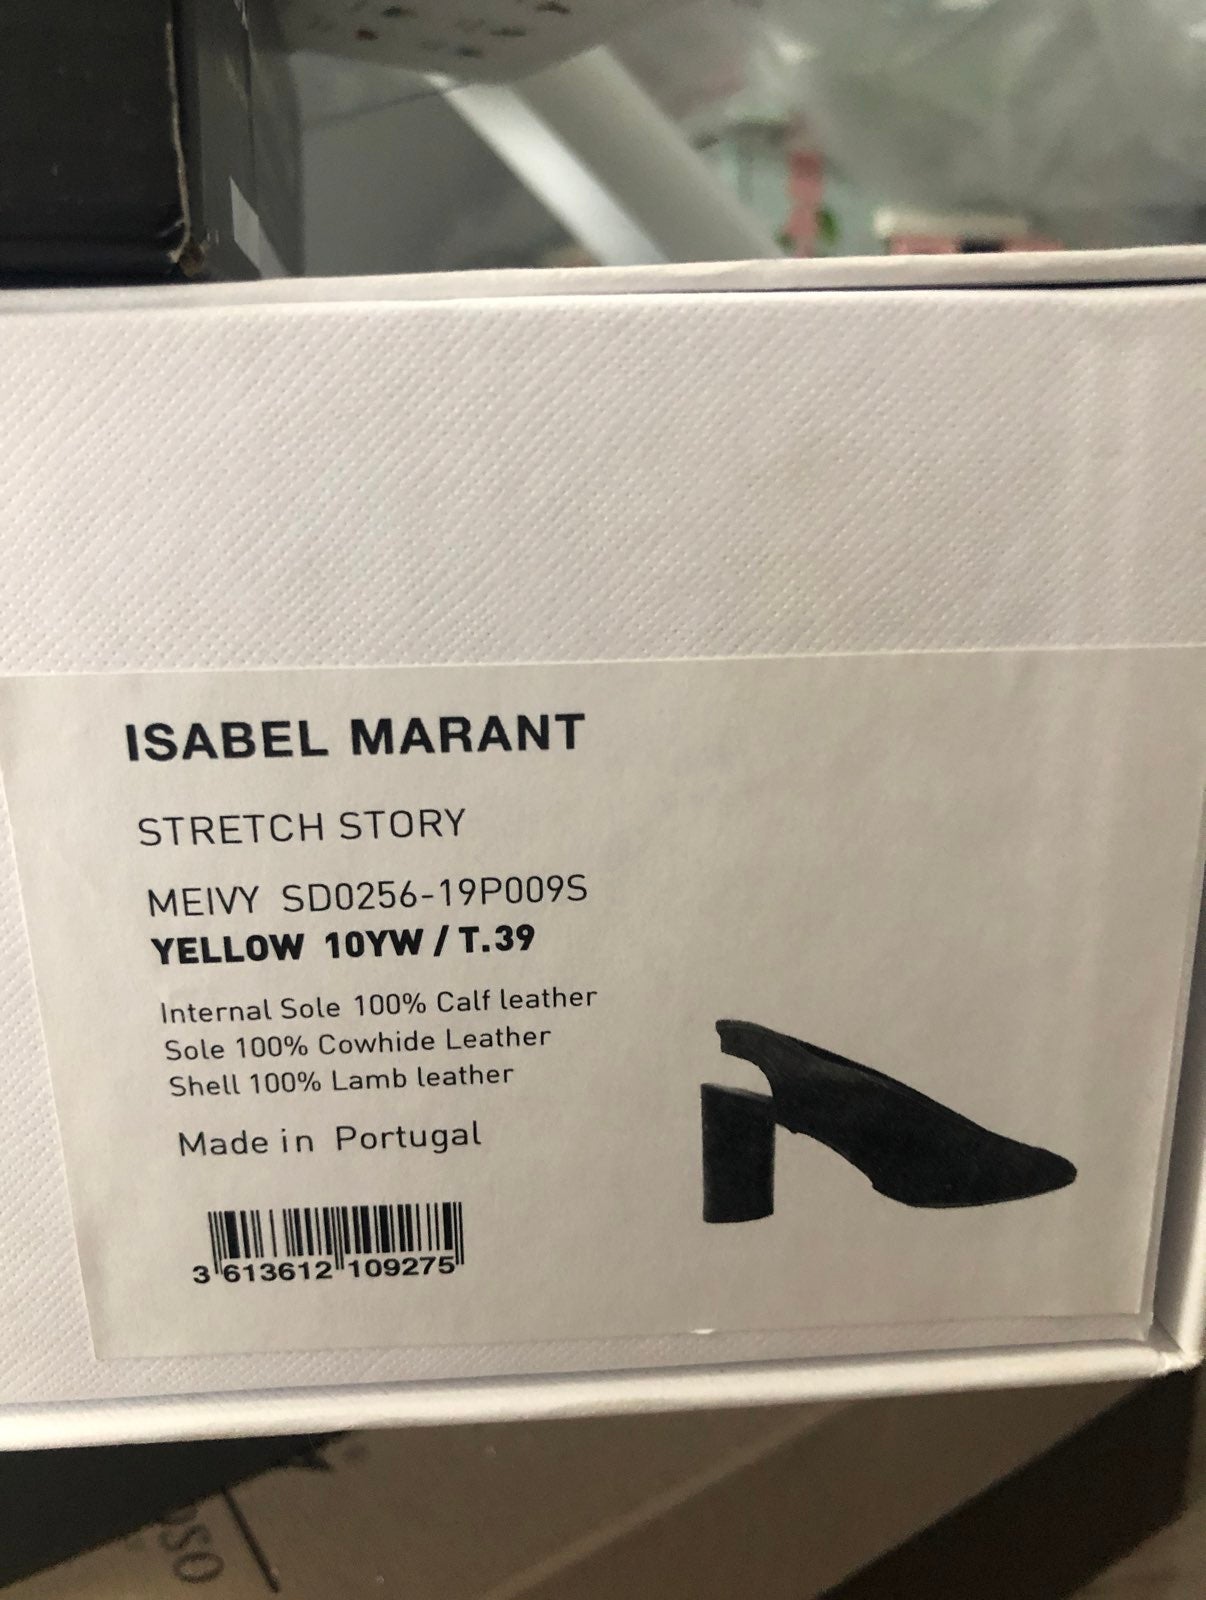 ISABEL MARANT
STRETCH STORY
MEIVY SD0256-19P009S
YELLOW 10YW / T.39
Internal Sole 100% Calf leather
Sole 100% Cowhide Leather
Shell 100% Lamb leather
Made in Portugal
3 613612 109275